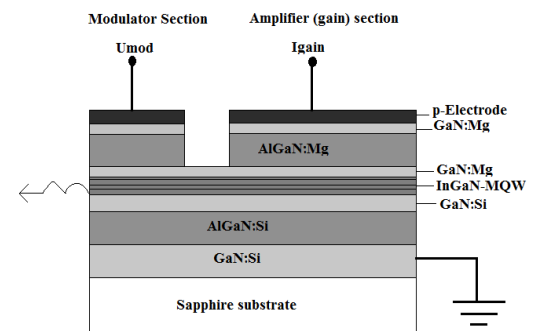 Modulator Section
Amplifier (gain) section
Umod
Igain
p-Electrode
GaN:Mg
AlGaN:Mg
GaN:Mg
InGaN-MQW
GaN:Si
AlGaN:Si
GaN:Si
Sapphire substrate